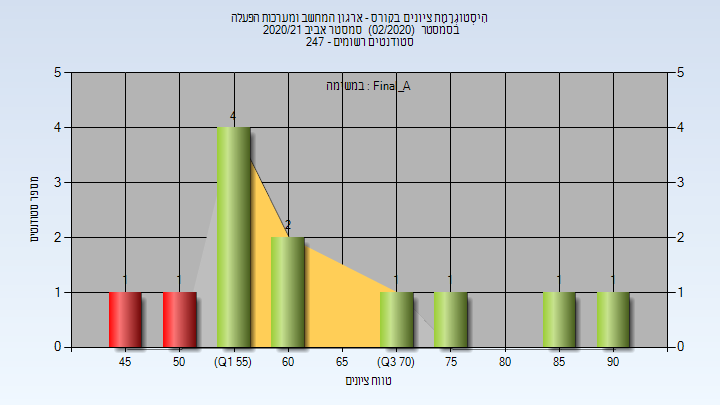 היסטוגרמת ציונים בקורס - ארגון המחשב ומערכות הפעלה
בסמסטר (02/2020) סמסטר אביב 2020/21
סטודנטים רשומים - 247
במשימה : Final_A
5 5
4 4
3 3
2 2
1 1
0 0
4
2
1 1 1 1 1 1
מספר סטודנטים
45 50 (Q1 55) 60 65 (Q3 70) 75 80 85 90
טווח ציונים